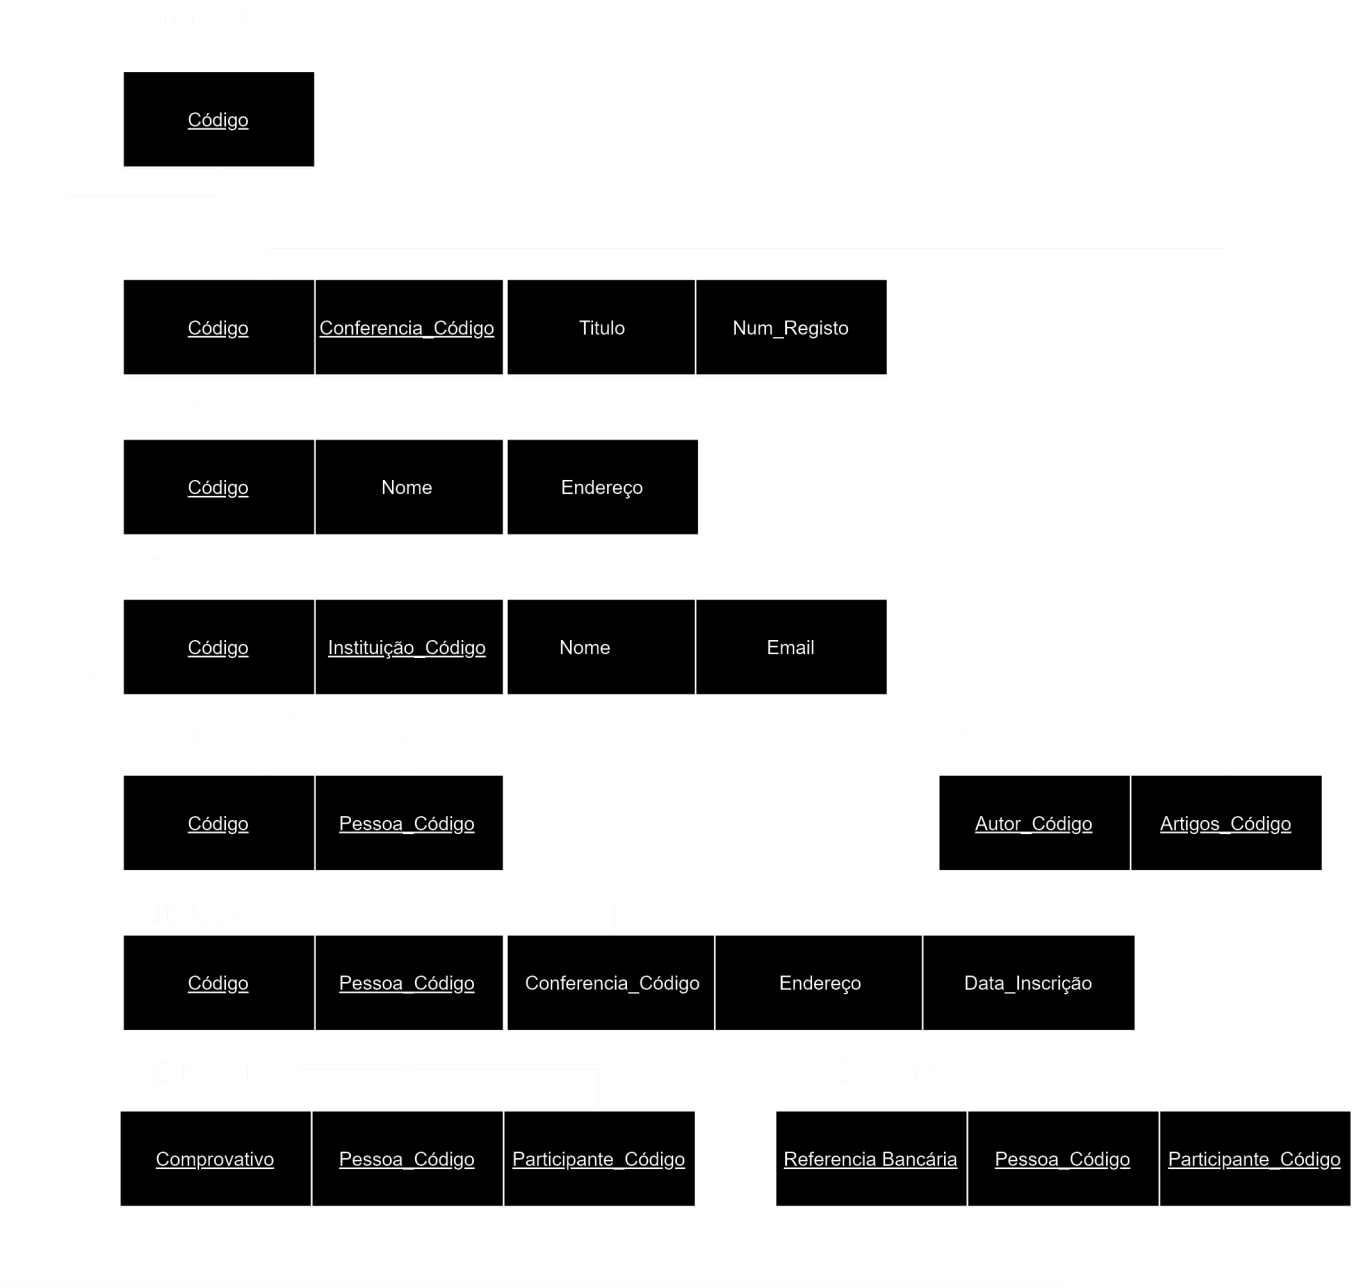 Código
Código Conferencia_Código Titulo Num_Registo
Código Nome Endereço
Código Instituição_Código Nome Email
Código Pessoa_Código Autor_Código Artigos_Código
Código Pessoa_Código Conferencia_Código Endereço Data_Inscrição
Comprovativo Pessoa_Código Participante_Código Referencia Bancária Pessoa_Código Participante_Código